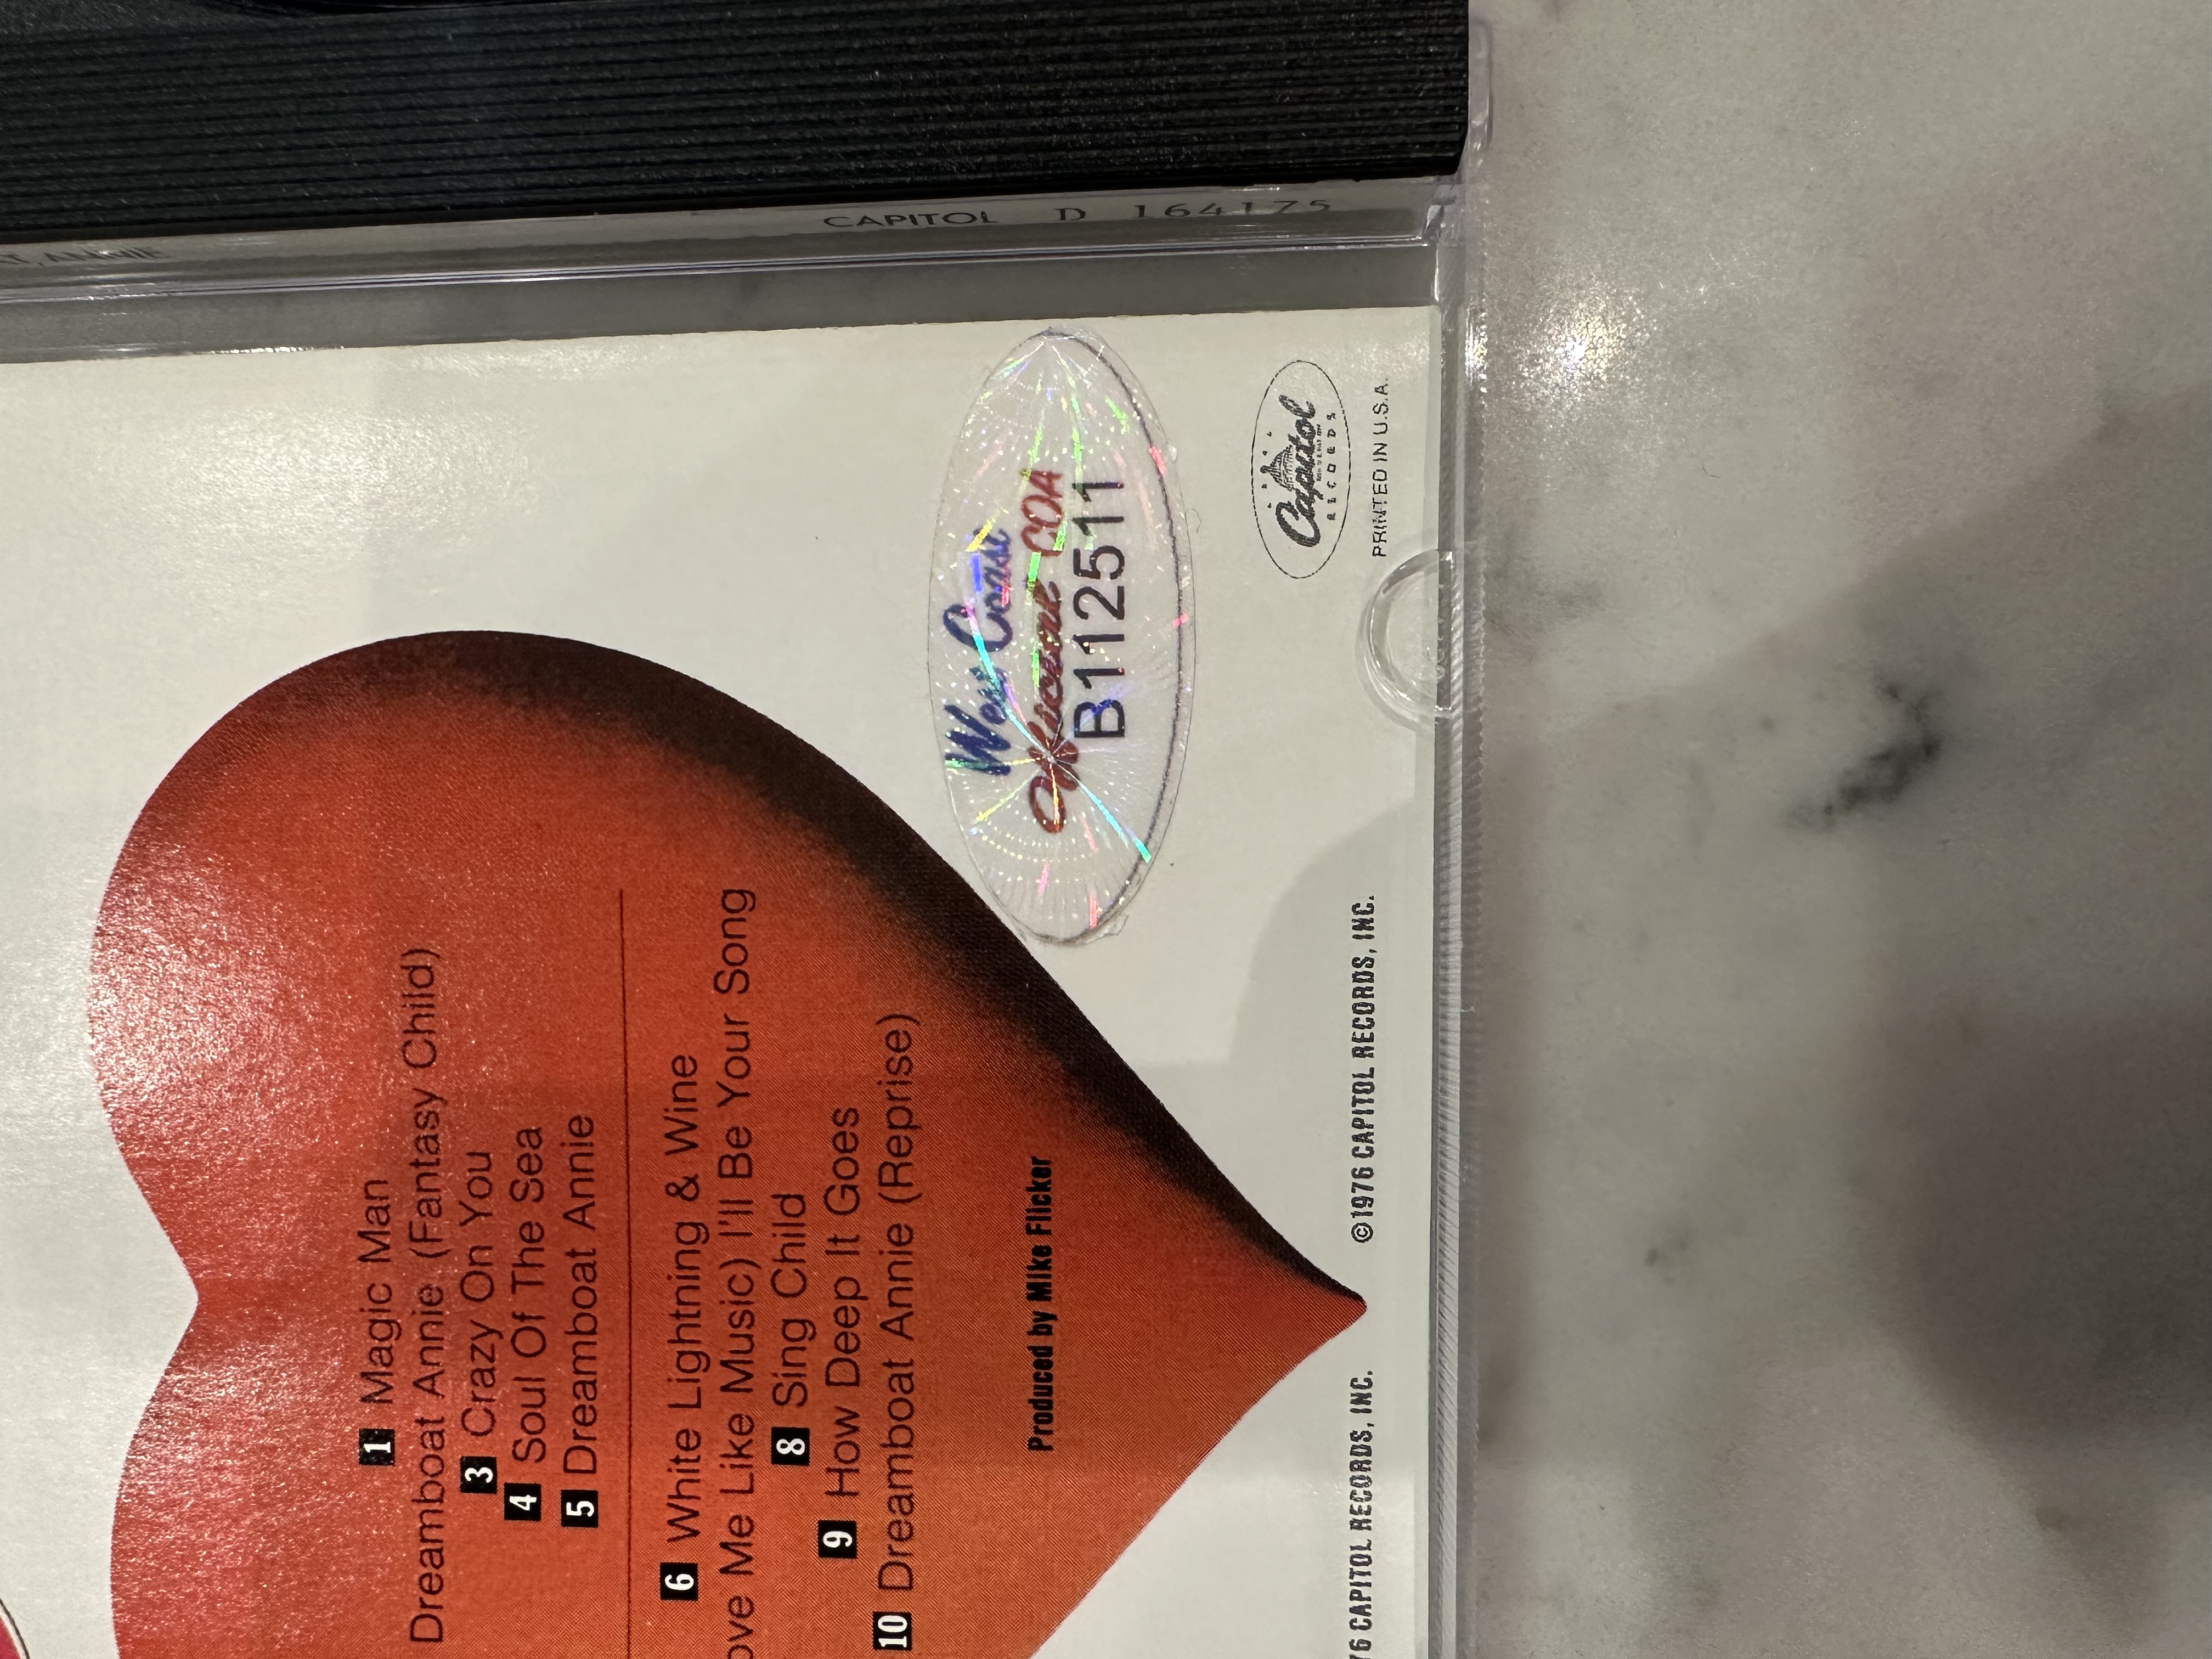 CAPITOL D 164175
ANNIE
1 Magic Man
Dreamboat Annie (Fantasy Child)
3 Crazy On You
4 Soul Of The Sea
5 Dreamboat Annie
6 White Lightning & Wine
Me Like Music) I'll Be Your Song
8 Sing Child
9 How Deep It Goes
10 Dreamboat Annie (Reprise)
Produced by Mike Flicker
West Coast
COA
B112511
Capitol
RECORDS
PRINTED IN U.S.A.
CAPITOL RECORDS, INC. ©1976 CAPITOL RECORDS, INC.